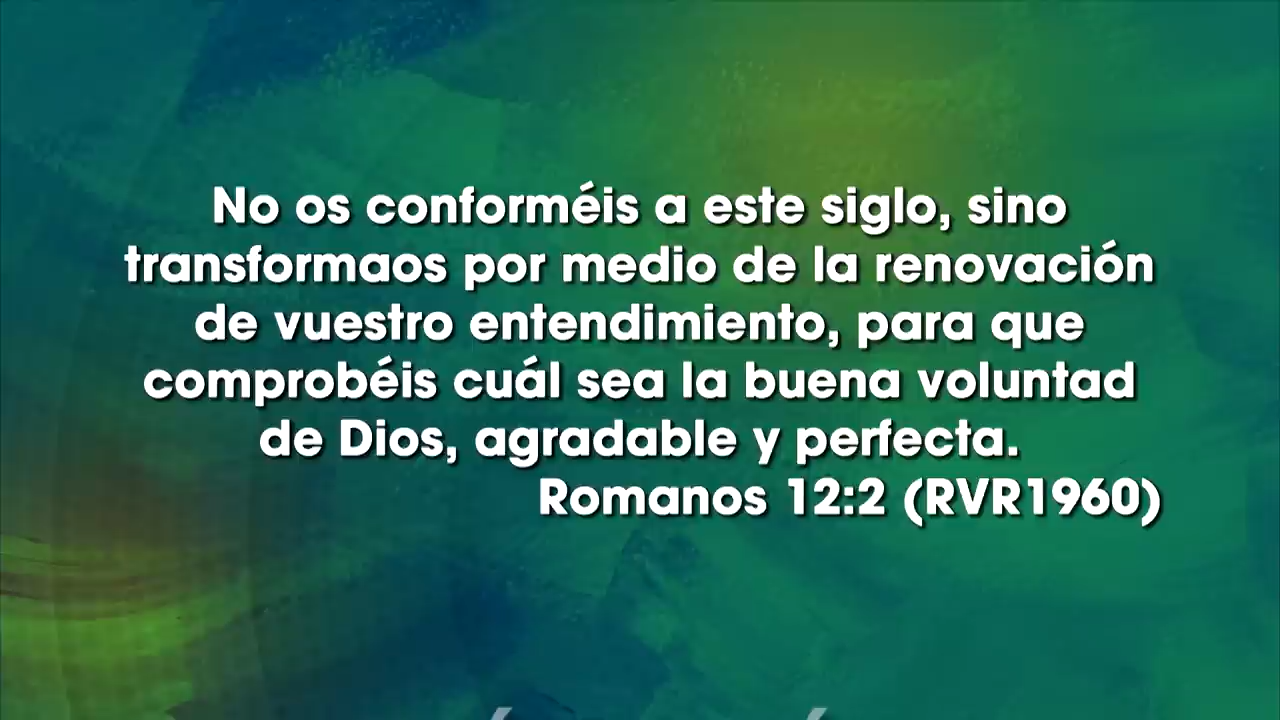 No os conforméis a este siglo, sino
transformaos por medio de la renovación
de vuestro entendimiento, para que
comprobéis cuál sea la buena voluntad
de Dios, agradable y perfecta.
Romanos 12:2 (RVR1960)